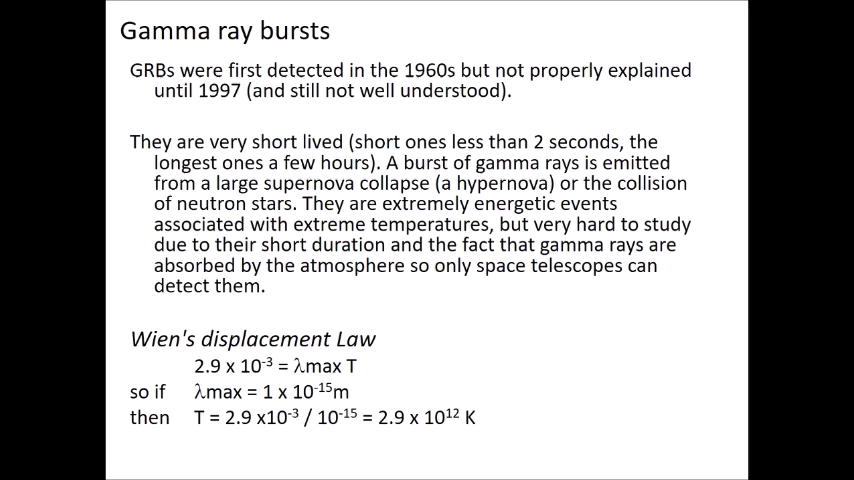 Gamma ray bursts
GRBs were first detected in the 1960s but not properly explained
until 1997 (and still not well understood).
They are very short lived (short ones less than 2 seconds, the
longest ones a few hours). A burst of gamma rays is emitted
from a large supernova collapse (a hypernova) or the collision
of neutron stars. They are extremely energetic events
associated with extreme temperatures, but very hard to study
due to their short duration and the fact that gamma rays are
absorbed by the atmosphere so only space telescopes can
detect them.
Wien's displacement Law
2.9 x 10⁻³ = λmax T
so if λmax = 1 x 10⁻¹⁵m
then T = 2.9 x10⁻³ / 10⁻¹⁵ = 2.9 x 10¹² K